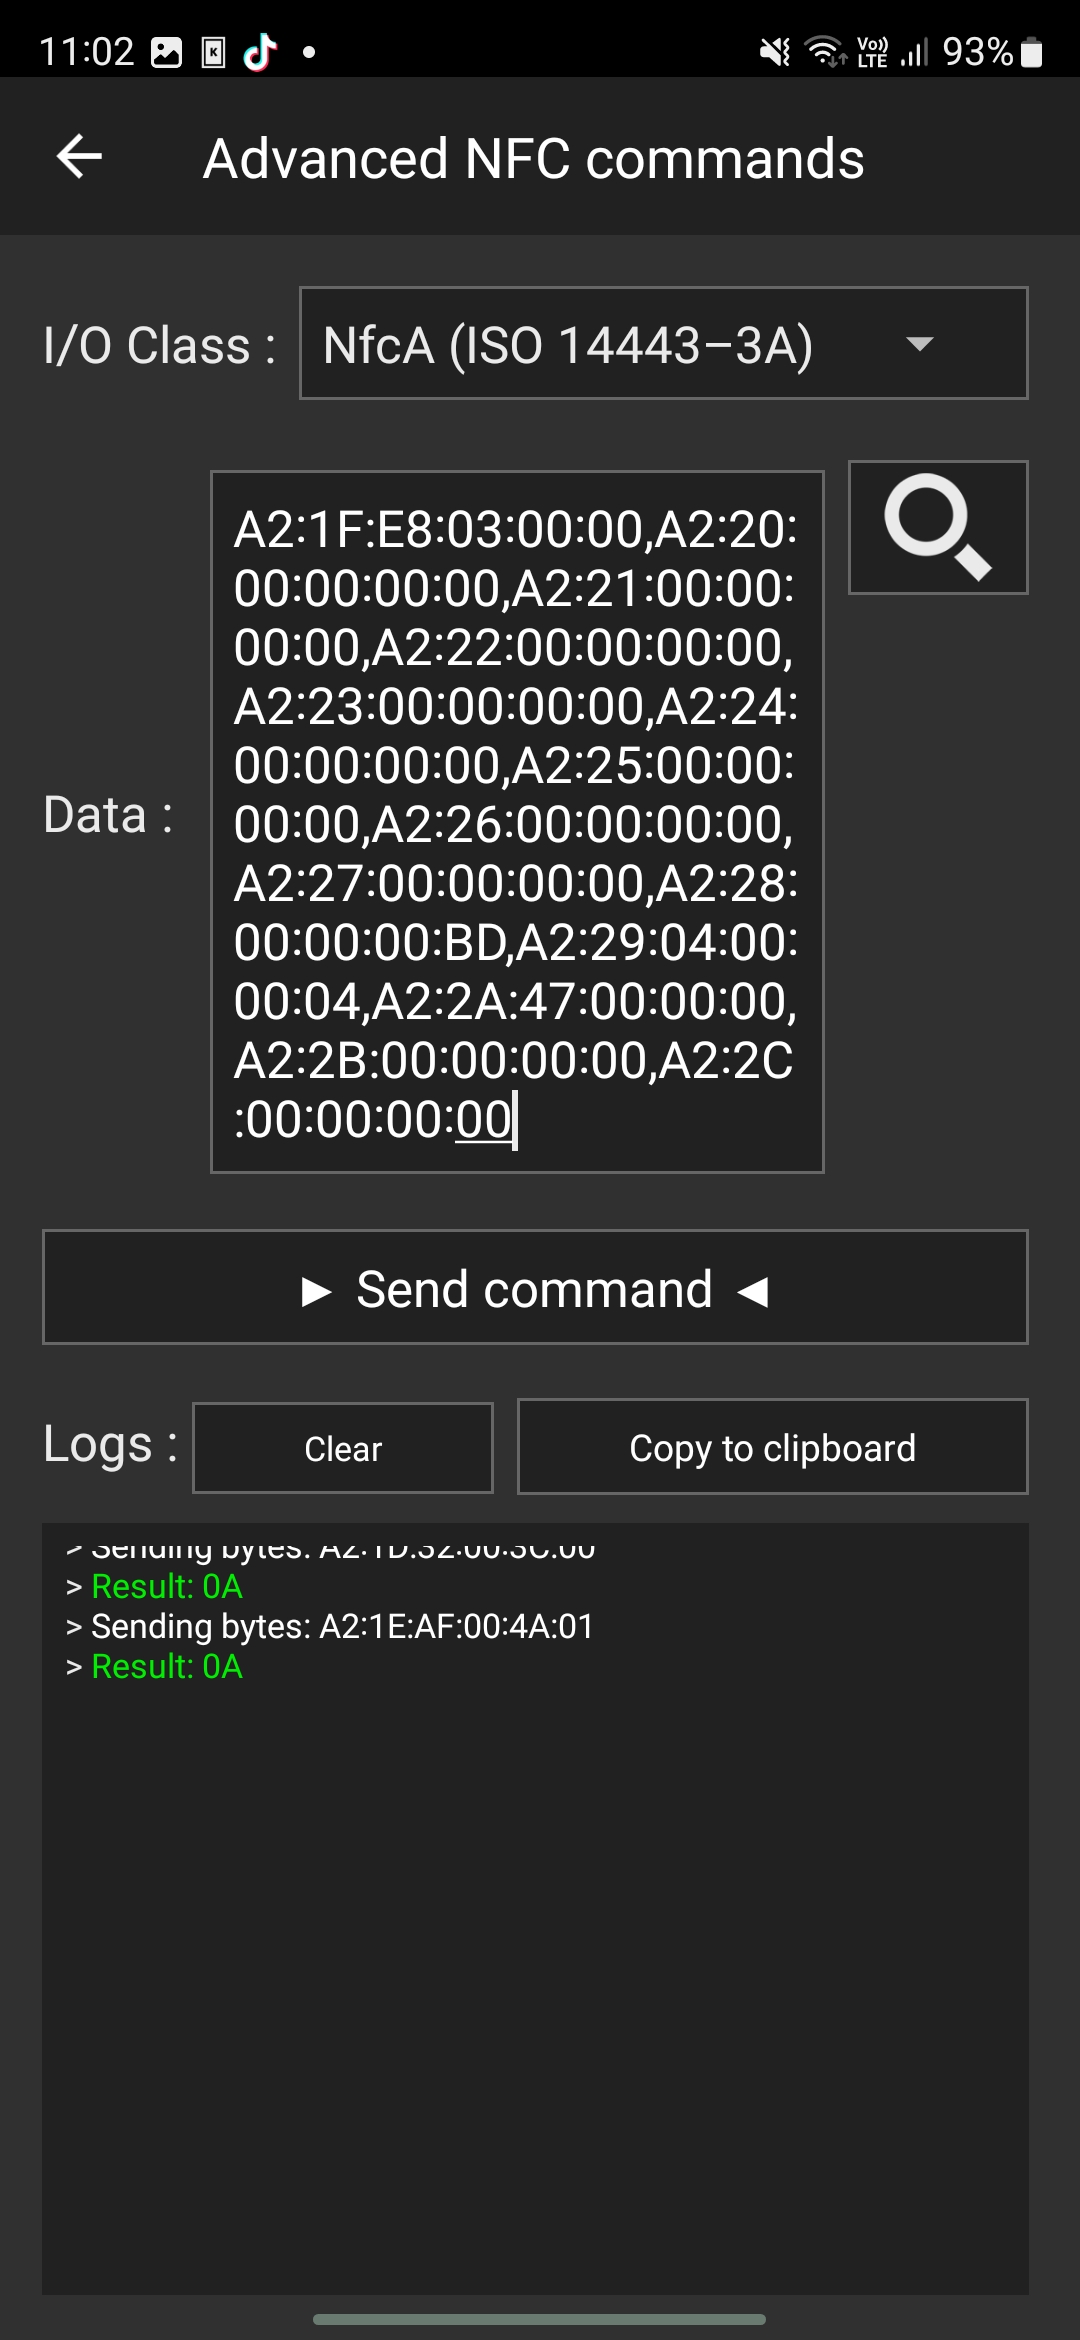 11:02
Vo))
LTE
93%
Advanced NFC commands
I/O Class :
NfcA (ISO 14443–3A)
A2:1F:E8:03:00:00,A2:20:
00:00:00:00,A2:21:00:00:
00:00,A2:22:00:00:00:00,
A2:23:00:00:00:00,A2:24:
00:00:00:00,A2:25:00:00:
00:00,A2:26:00:00:00:00,
A2:27:00:00:00:00,A2:28:
00:00:00:BD,A2:29:04:00:
00:04,A2:2A:47:00:00:00,
A2:2B:00:00:00:00,A2:2C
:00:00:00:00
Data :
► Send command ◄
Logs :
Clear
Copy to clipboard
> Sending bytes: A2:1D:32:00:3C:00
> Result: 0A
> Sending bytes: A2:1E:AF:00:4A:01
> Result: 0A